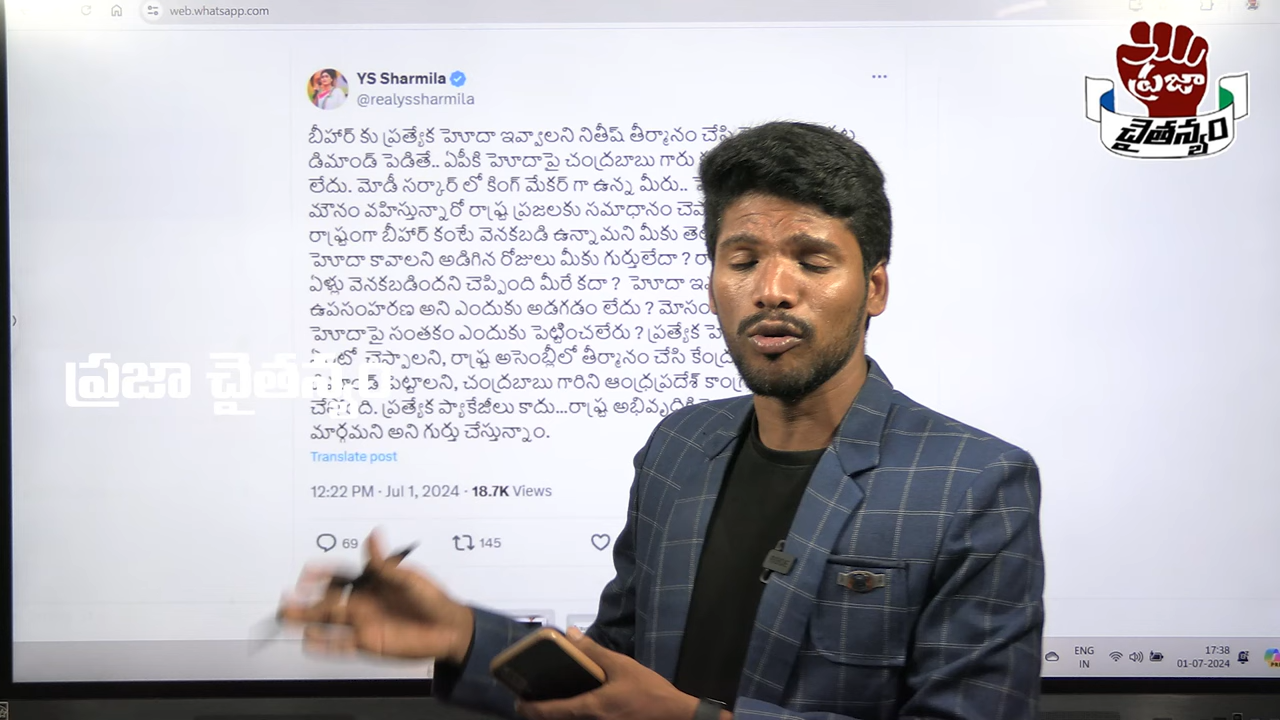 web.whatsapp.com
ప్రజా
చైతన్యం
YS Sharmila
@realyssharmila
బీహార్ కు ప్రత్యేక హెూదా ఇవ్వాలని నితీష్ తీర్మానం చేసి
డిమాండ్ పెడితే.. ఏపీకి హెూదాపై చంద్రబాబు గారు
లేదు. మోడీ సర్కార్ లో కింగ్ మేకర్ గా ఉన్న మీరు..
మౌనం వహిస్తున్నారో రాష్ట్ర ప్రజలకు సమాధానం
రాష్ట్రంగా బీహార్ కంటే వెనకబడి ఉన్నామని మీకు
హెూదా కావాలని అడిగిన రోజులు మీకు గుర్తులేదా ?
ఏళ్లు వెనకబడిందని చెప్పింది మీరే కదా ? హెూదా
ఉపసంహరణ అని ఎందుకు అడగడం లేదు ?
హెూదాపై సంతకం ఎందుకు పెట్టించలేరు ? ప్రత్యేక
చెప్పాలని, రాష్ట్ర అసెంబ్లీలో తీర్మానం చేసి
పెట్టాలని, చంద్రబాబు గారిని ఆంధ్రప్రదేశ్
ప్రత్యేక ప్యాకేజీలు కాదు...రాష్ట్ర
మార్గమని అని గుర్తు చేస్తున్నాం.
ప్రజా చైతన్యం
Translate post
12:22 PM · Jul 1, 2024 · 18.7K Views
69 145
ENG
IN
17:38
01-07-2024